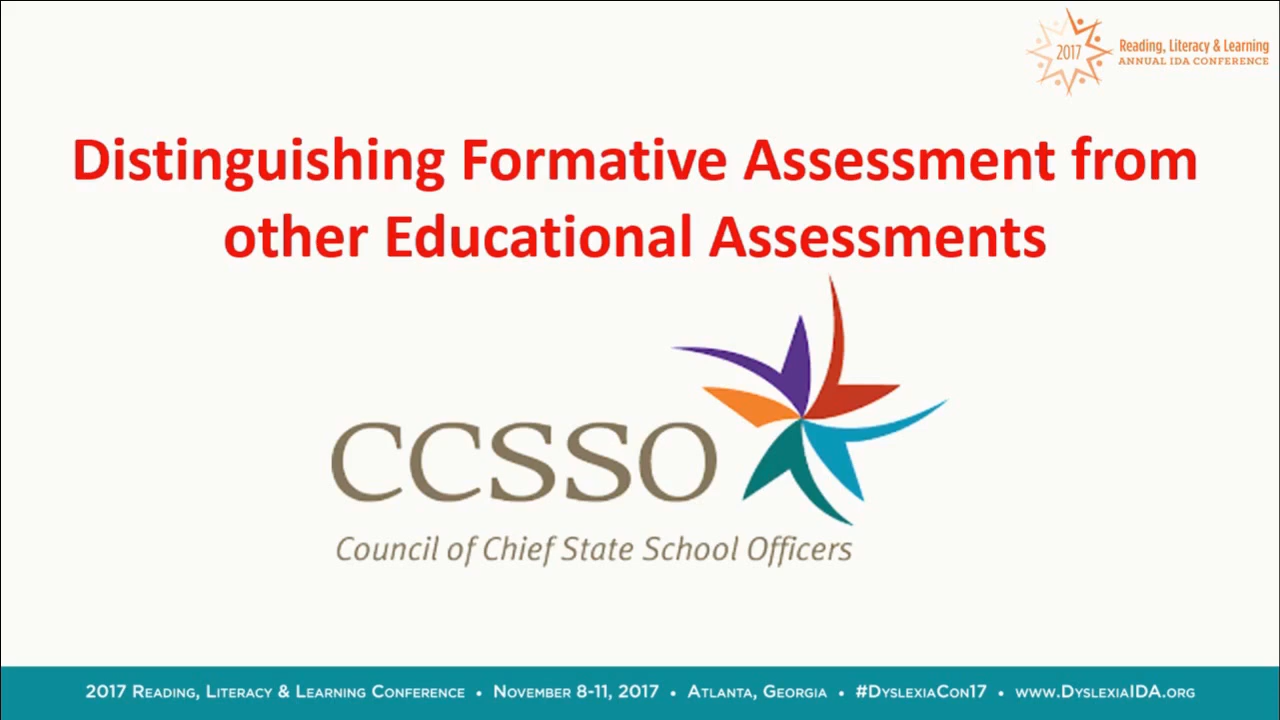 2017
Reading, Literacy & Learning
ANNUAL IDA CONFERENCE
Distinguishing Formative Assessment from
other Educational Assessments
CCSSO
Council of Chief State School Officers
2017 Reading, Literacy & Learning Conference • November 8-11, 2017 • Atlanta, Georgia • #DyslexiaCon17 • www.DyslexiaIDA.org